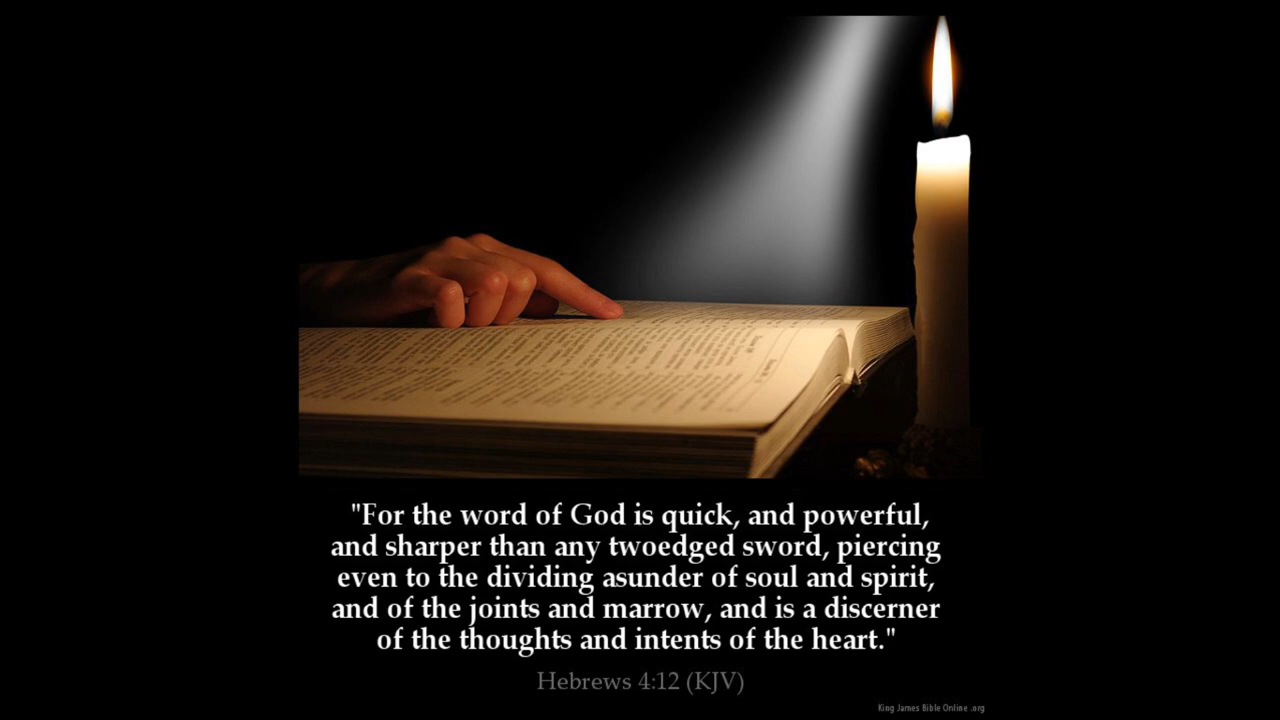 "For the word of God is quick, and powerful,
and sharper than any twoedged sword, piercing
even to the dividing asunder of soul and spirit,
and of the joints and marrow, and is a discerner
of the thoughts and intents of the heart."
Hebrews 4:12 (KJV)
King James Bible Online .org